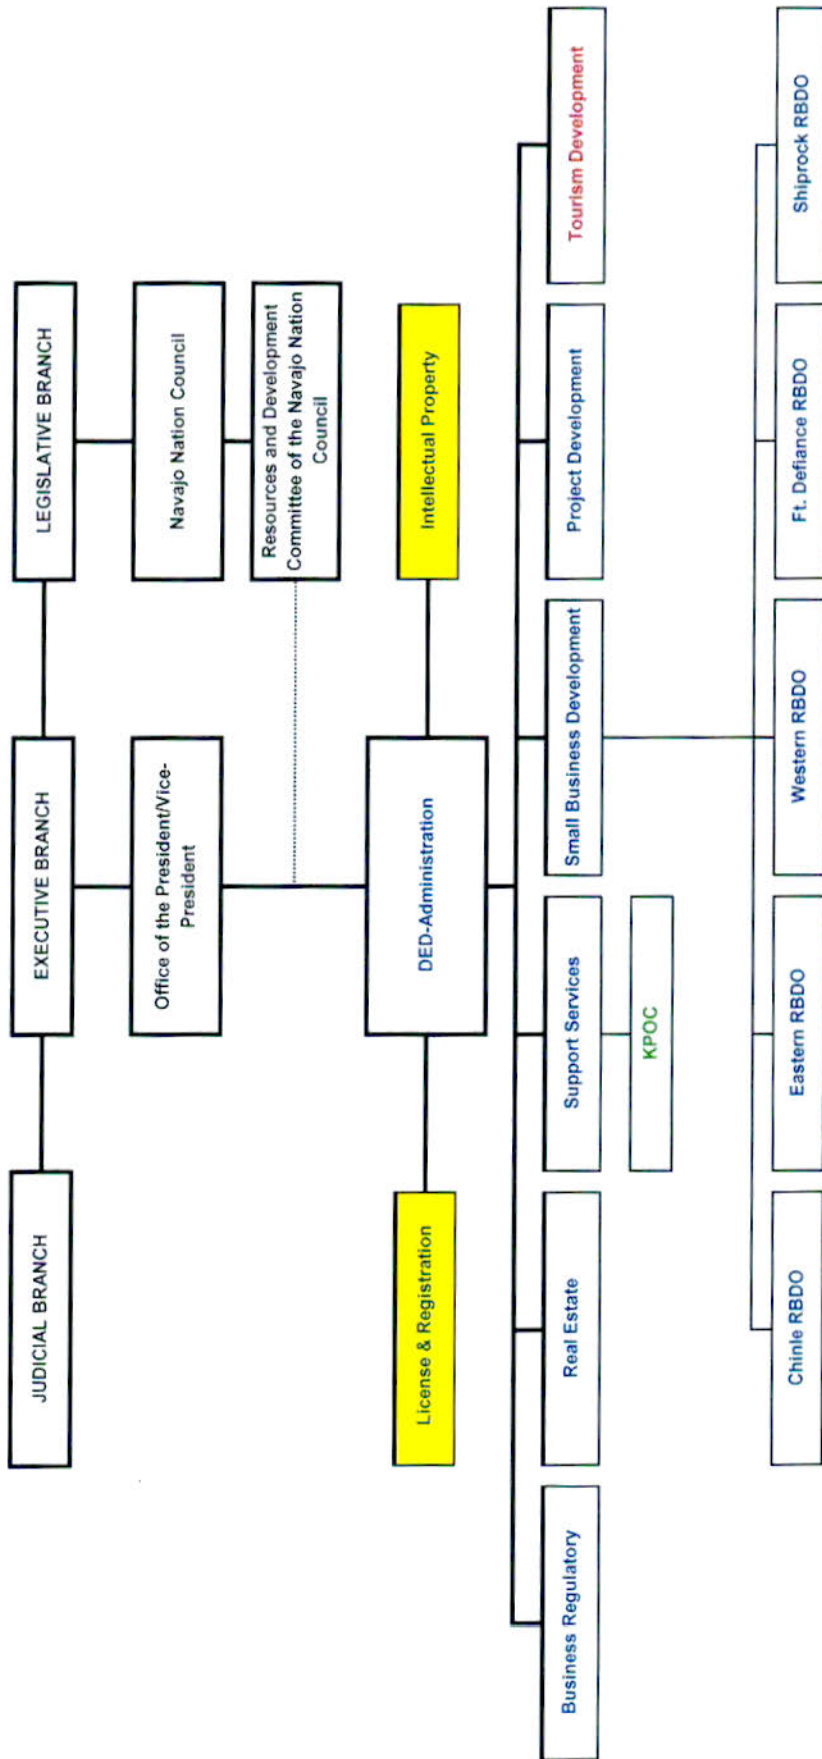 JUDICIAL BRANCH
EXECUTIVE BRANCH
LEGISLATIVE BRANCH
Office of the President/Vice-
President
Navajo Nation Council
Resources and Development
Committee of the Navajo Nation
Council
License & Registration
DED-Administration
Intellectual Property
Business Regulatory
Real Estate
Support Services
Small Business Development
Project Development
Tourism Development
KPOC
Chinle RBDO
Eastern RBDO
Western RBDO
Ft. Defiance RBDO
Shiprock RBDO